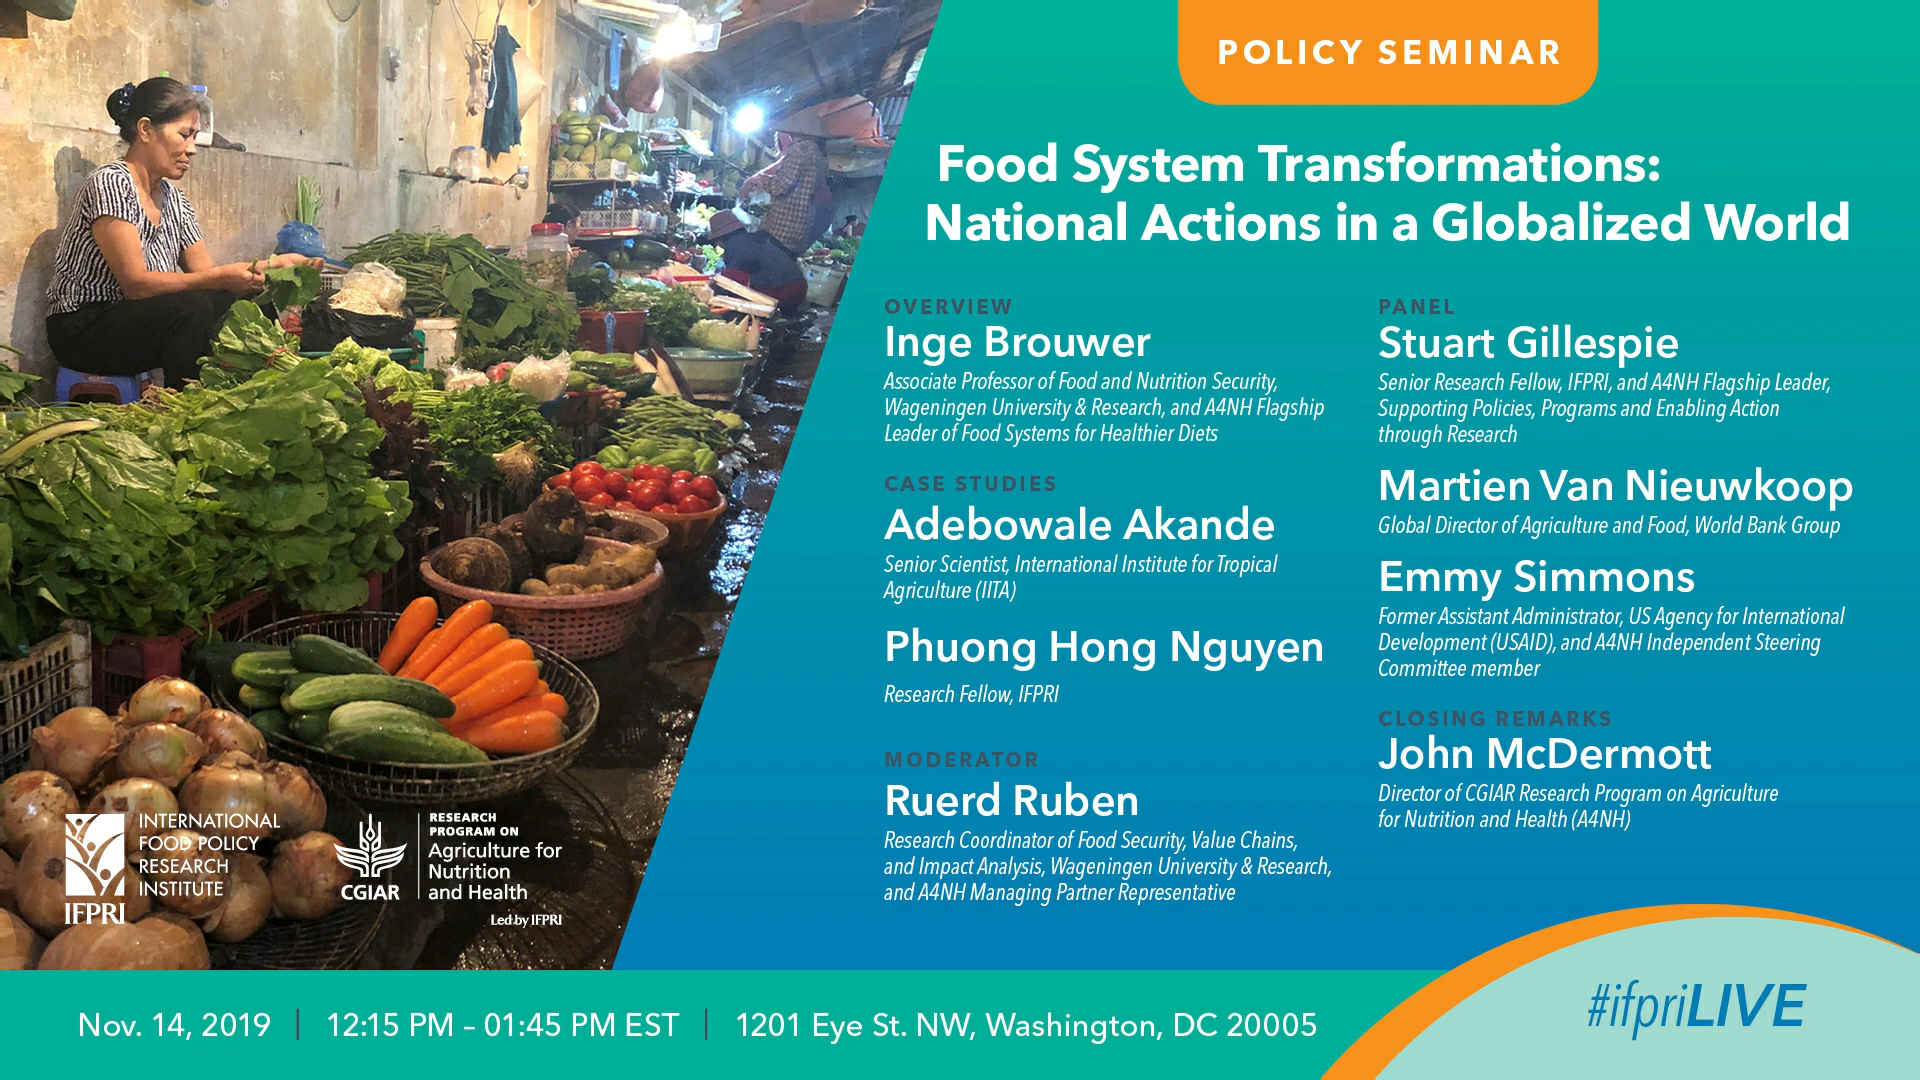 POLICY SEMINAR
Food System Transformations:
National Actions in a Globalized World
OVERVIEW
Inge Brouwer
Associate Professor of Food and Nutrition Security,
Wageningen University & Research, and A4NH Flagship
Leader of Food Systems for Healthier Diets
CASE STUDIES
Adebowale Akande
Senior Scientist, International Institute for Tropical
Agriculture (IITA)
Phuong Hong Nguyen
Research Fellow, IFPRI
MODERATOR
Ruerd Ruben
Research Coordinator of Food Security, Value Chains,
and Impact Analysis, Wageningen University & Research,
and A4NH Managing Partner Representative
PANEL
Stuart Gillespie
Senior Research Fellow, IFPRI, and A4NH Flagship Leader,
Supporting Policies, Programs and Enabling Action
through Research
Martien Van Nieuwkoop
Global Director of Agriculture and Food, World Bank Group
Emmy Simmons
Former Assistant Administrator, US Agency for International
Development (USAID), and A4NH Independent Steering
Committee member
CLOSING REMARKS
John McDermott
Director of CGIAR Research Program on Agriculture
for Nutrition and Health (A4NH)
INTERNATIONAL
FOOD POLICY
RESEARCH
INSTITUTE
IFPRI
CGIAR
RESEARCH
PROGRAM ON
Agriculture for
Nutrition
and Health
Led by IFPRI
Nov. 14, 2019 | 12:15 PM – 01:45 PM EST | 1201 Eye St. NW, Washington, DC 20005
#ifpriLIVE